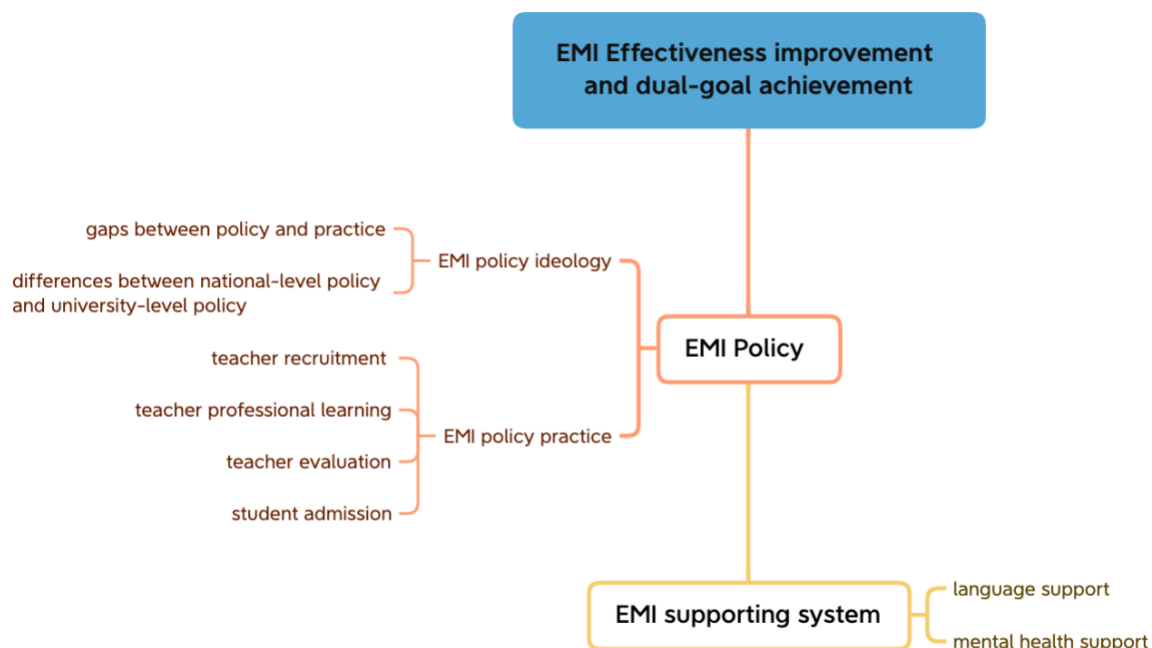 EMI Effectiveness improvement
and dual-goal achievement
gaps between policy and practice
EMI policy ideology
differences between national-level policy
and university-level policy
EMI Policy
teacher recruitment
teacher professional learning
EMI policy practice
teacher evaluation
student admission
EMI supporting system
language support
mental health support